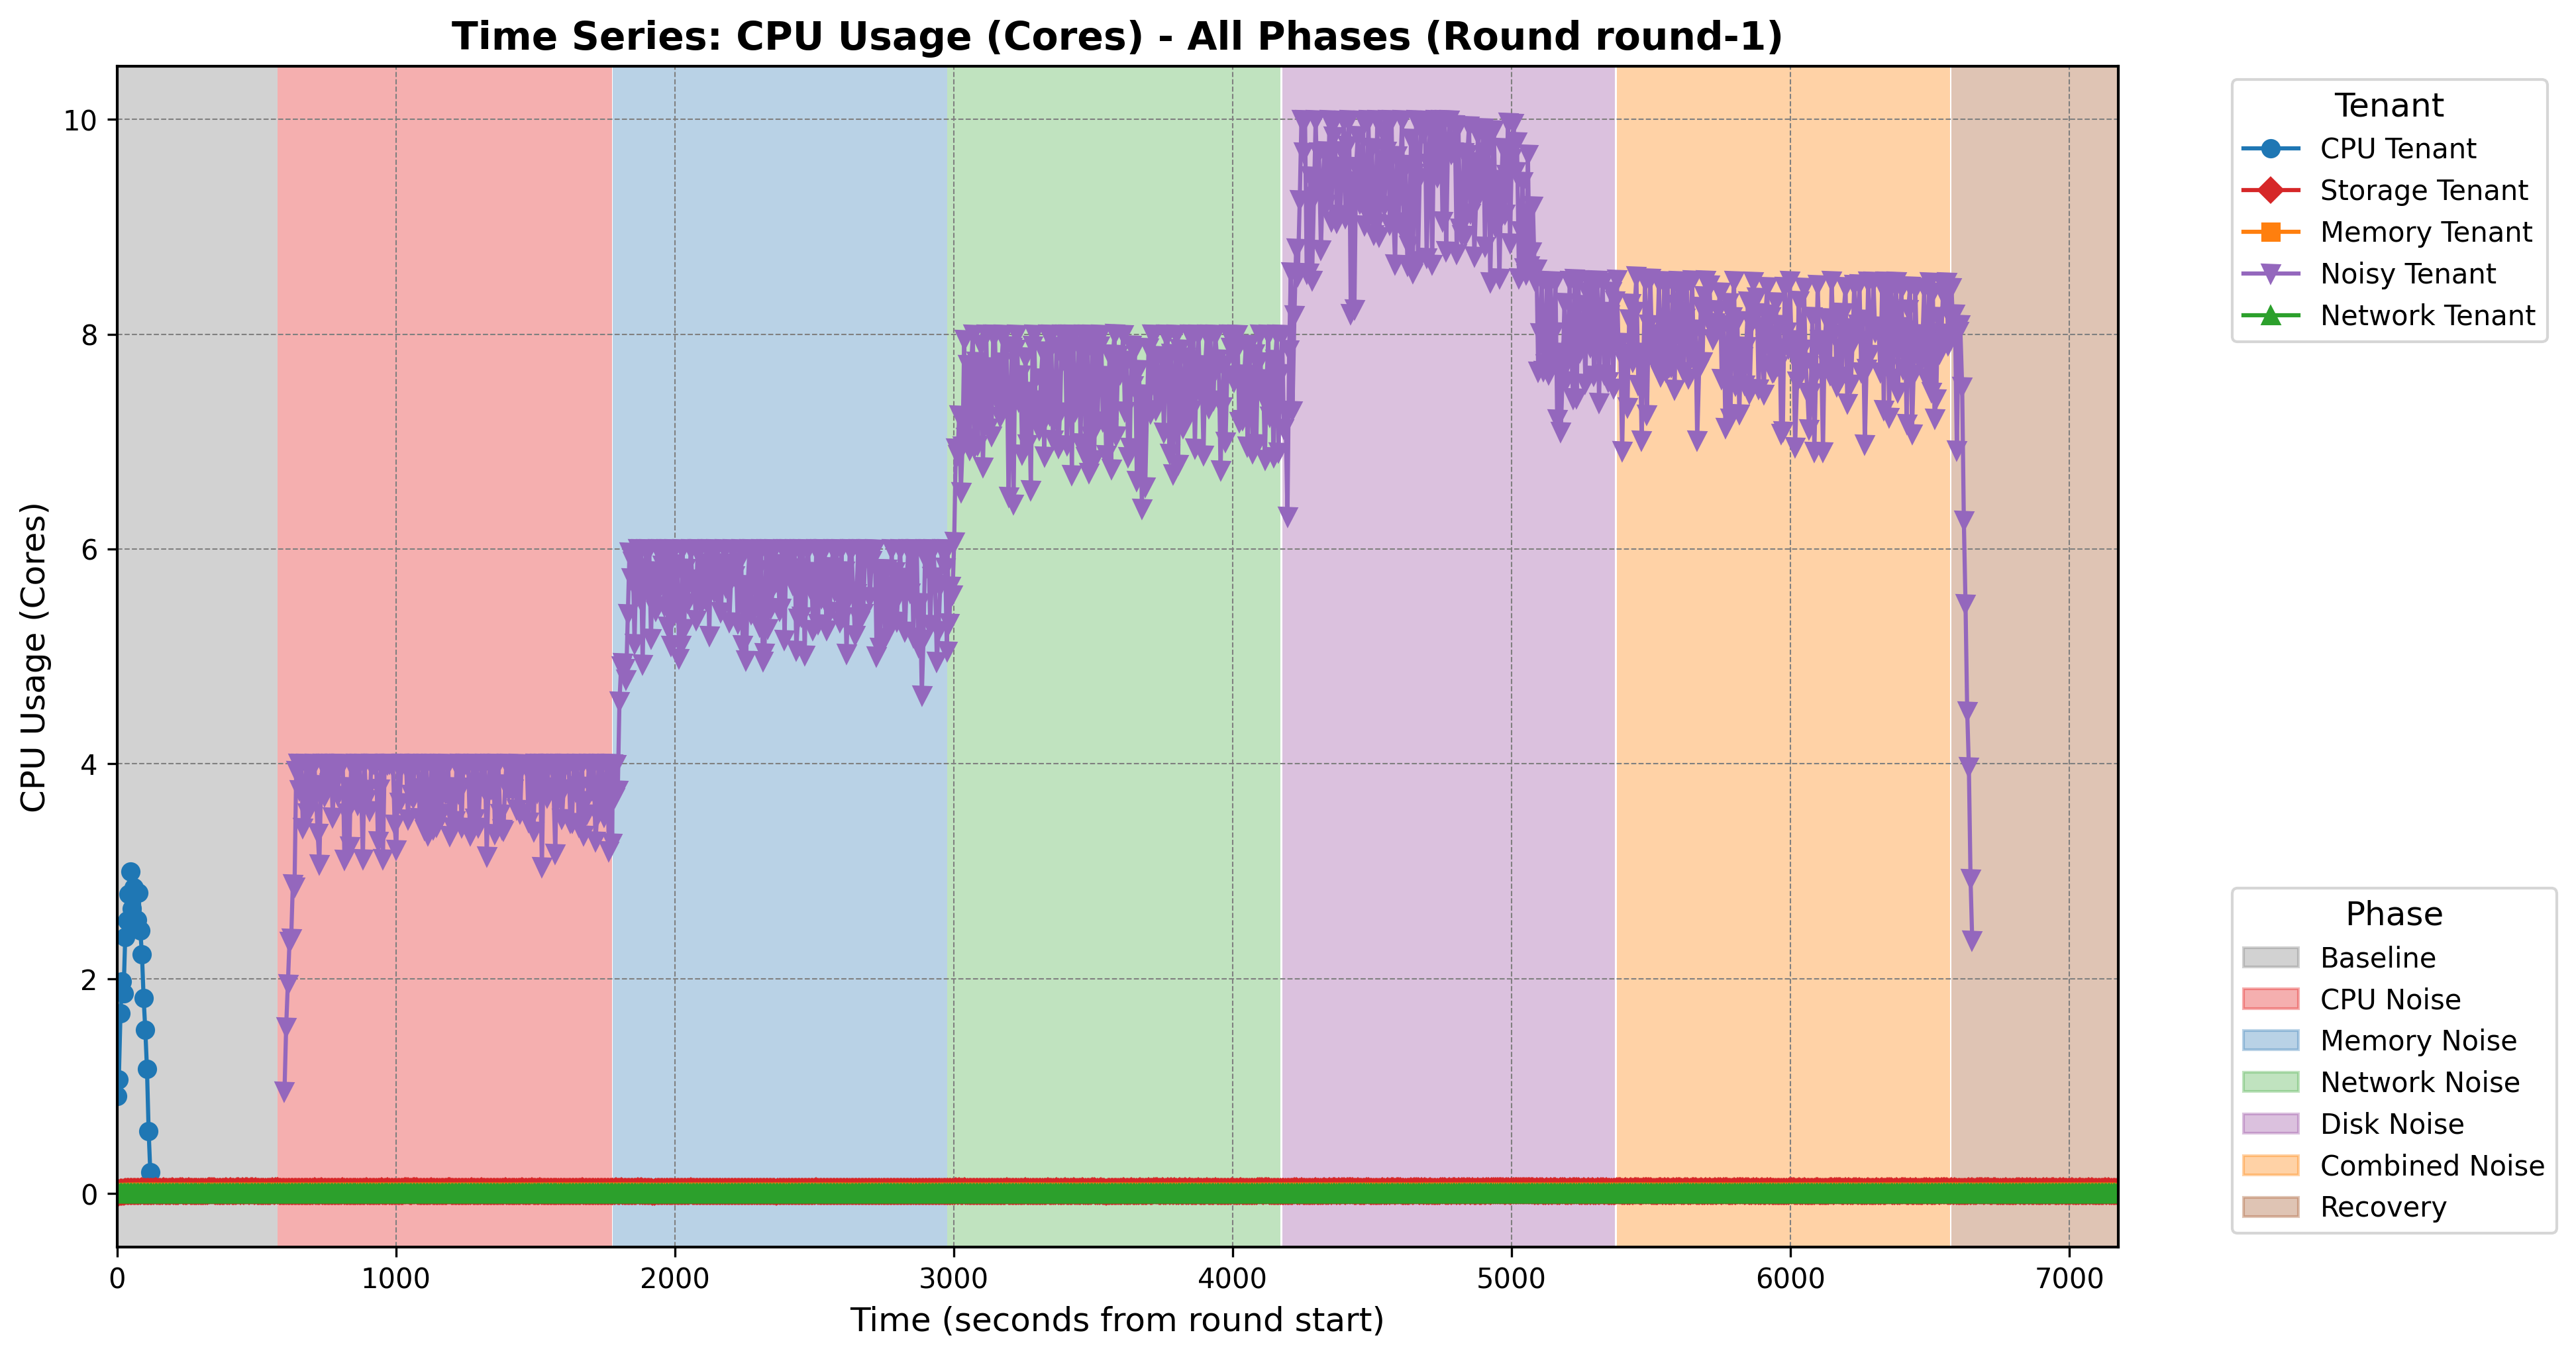 Time Series: CPU Usage (Cores) - All Phases (Round round-1)
CPU Usage (Cores)
10
8
6
4
2
0
0 1000 2000 3000 4000 5000 6000 7000
Time (seconds from round start)
Tenant
CPU Tenant
Storage Tenant
Memory Tenant
Noisy Tenant
Network Tenant
Phase
Baseline
CPU Noise
Memory Noise
Network Noise
Disk Noise
Combined Noise
Recovery